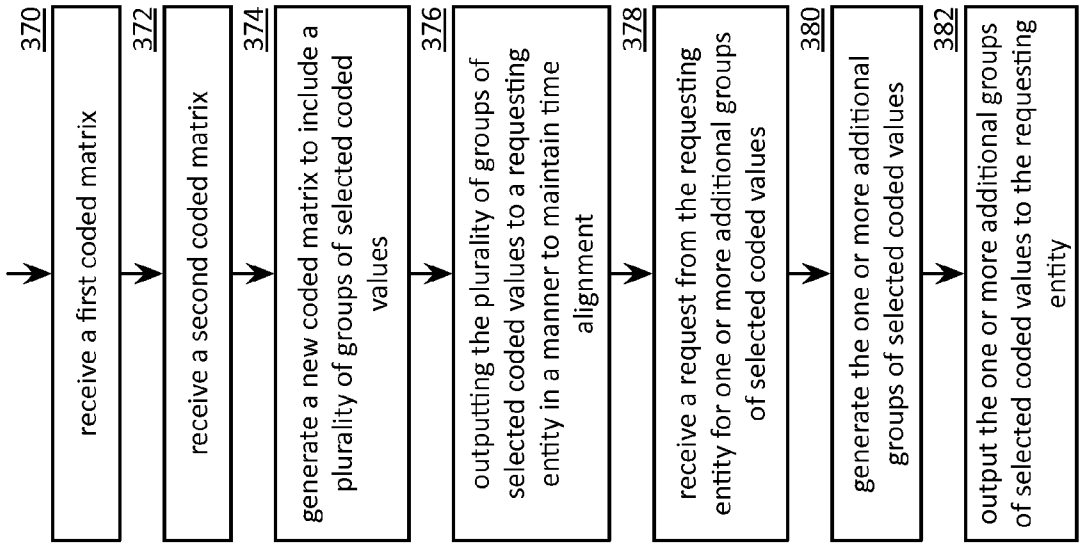 370
receive a first coded matrix
372
receive a second coded matrix
374
generate a new coded matrix to include a
plurality of groups of selected coded
values
376
outputting the plurality of groups of
selected coded values to a requesting
entity in a manner to maintain time
alignment
378
receive a request from the requesting
entity for one or more additional groups
of selected coded values
380
generate the one or more additional
groups of selected coded values
382
output the one or more additional groups
of selected coded values to the requesting
entity